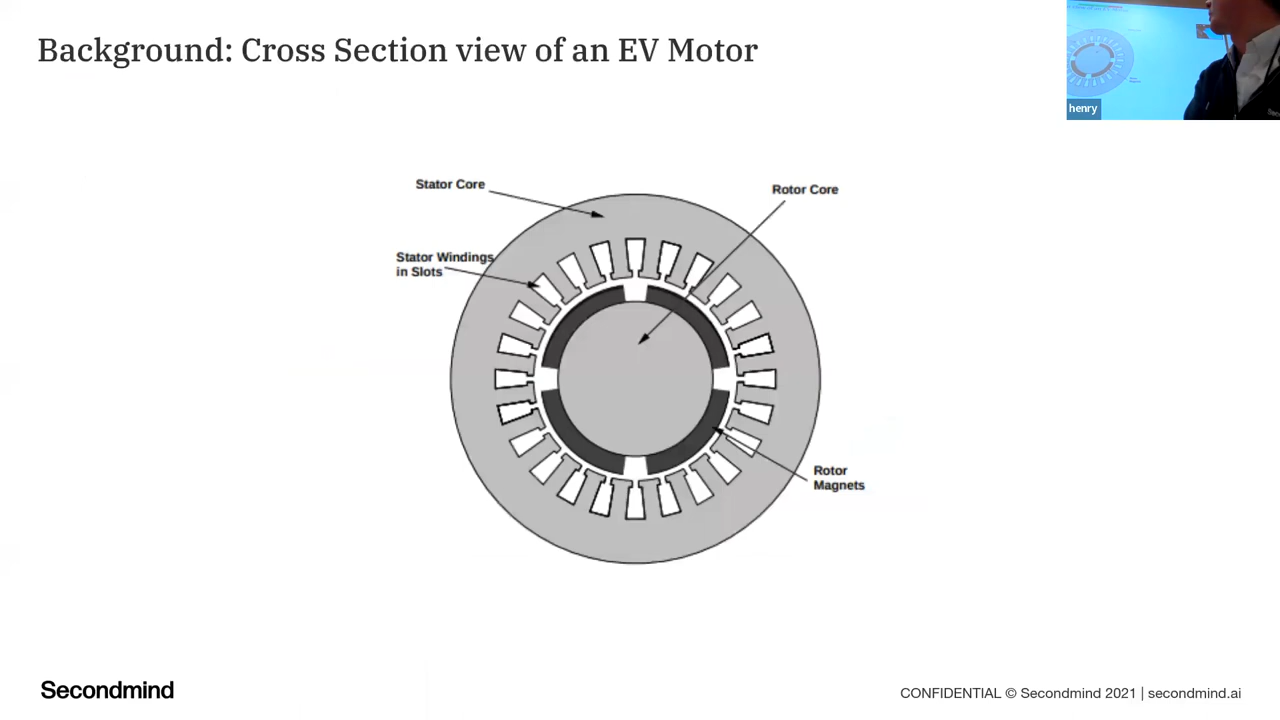 Background: Cross Section view of an EV Motor
henry
Stator Core
Rotor Core
Stator Windings
in Slots
Rotor
Magnets
Secondmind
CONFIDENTIAL © Secondmind 2021 | secondmind.ai